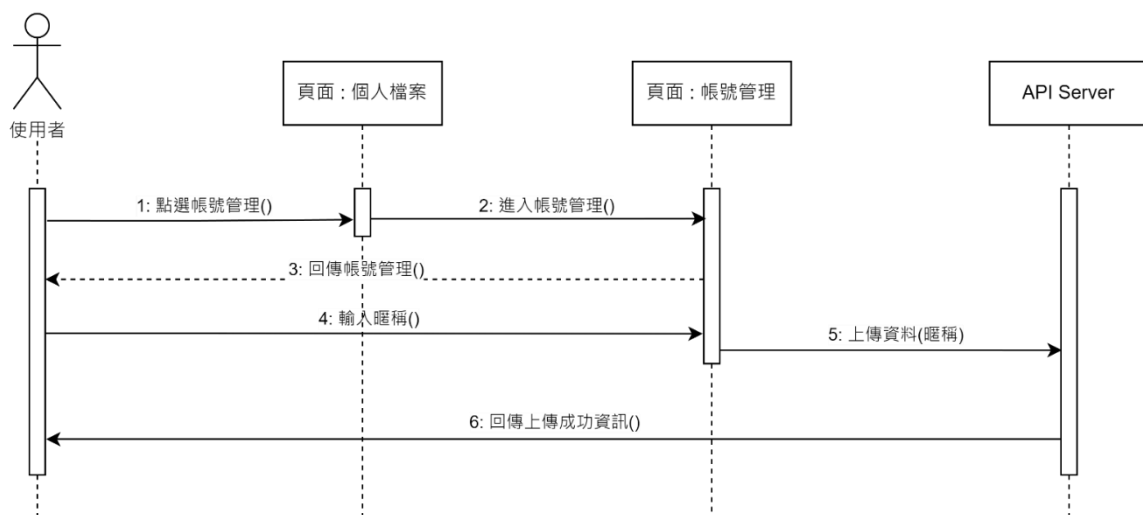 使用者
頁面 : 個人檔案
頁面 : 帳號管理
API Server
1: 點選帳號管理()
2: 進入帳號管理()
3: 回傳帳號管理()
4: 輸入暱稱()
5: 上傳資料(暱稱)
6: 回傳上傳成功資訊()